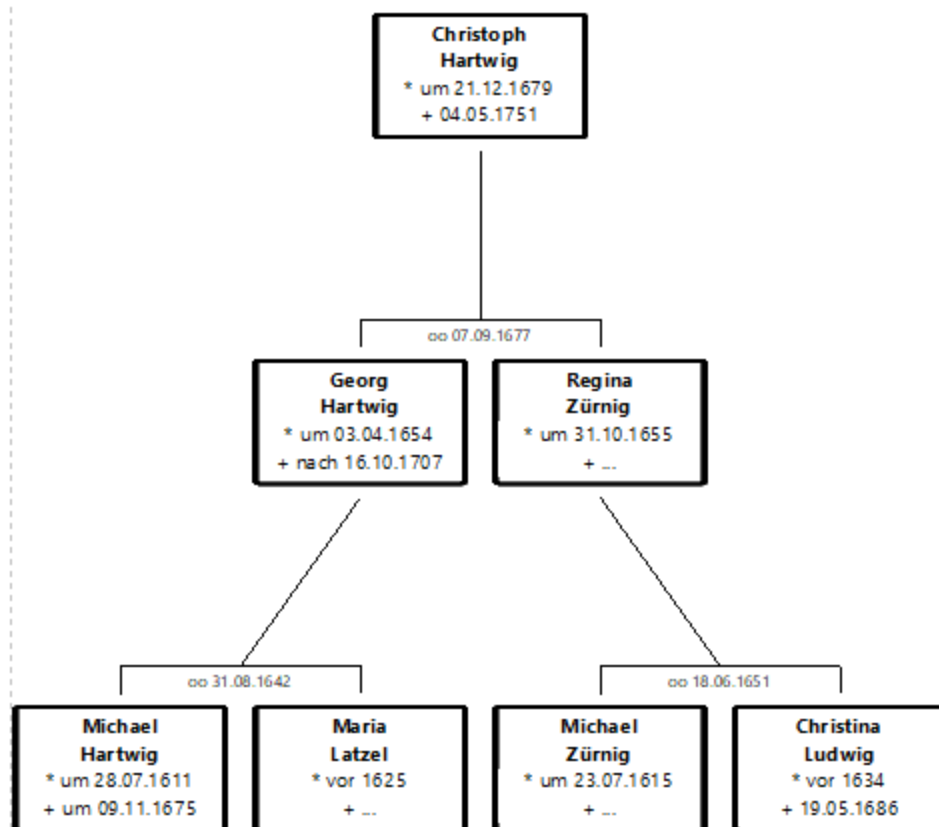 Christoph
Hartwig
* um 21.12.1679
+ 04.05.1751
oo 07.09.1677
Georg
Hartwig
* um 03.04.1654
+ nach 16.10.1707
Regina
Zürnig
* um 31.10.1655
+ ...
oo 31.08.1642
oo 18.06.1651
Michael
Hartwig
* um 28.07.1611
+ um 09.11.1675
Maria
Latzel
* vor 1625
+ ...
Michael
Zürnig
* um 23.07.1615
+ ...
Christina
Ludwig
* vor 1634
+ 19.05.1686